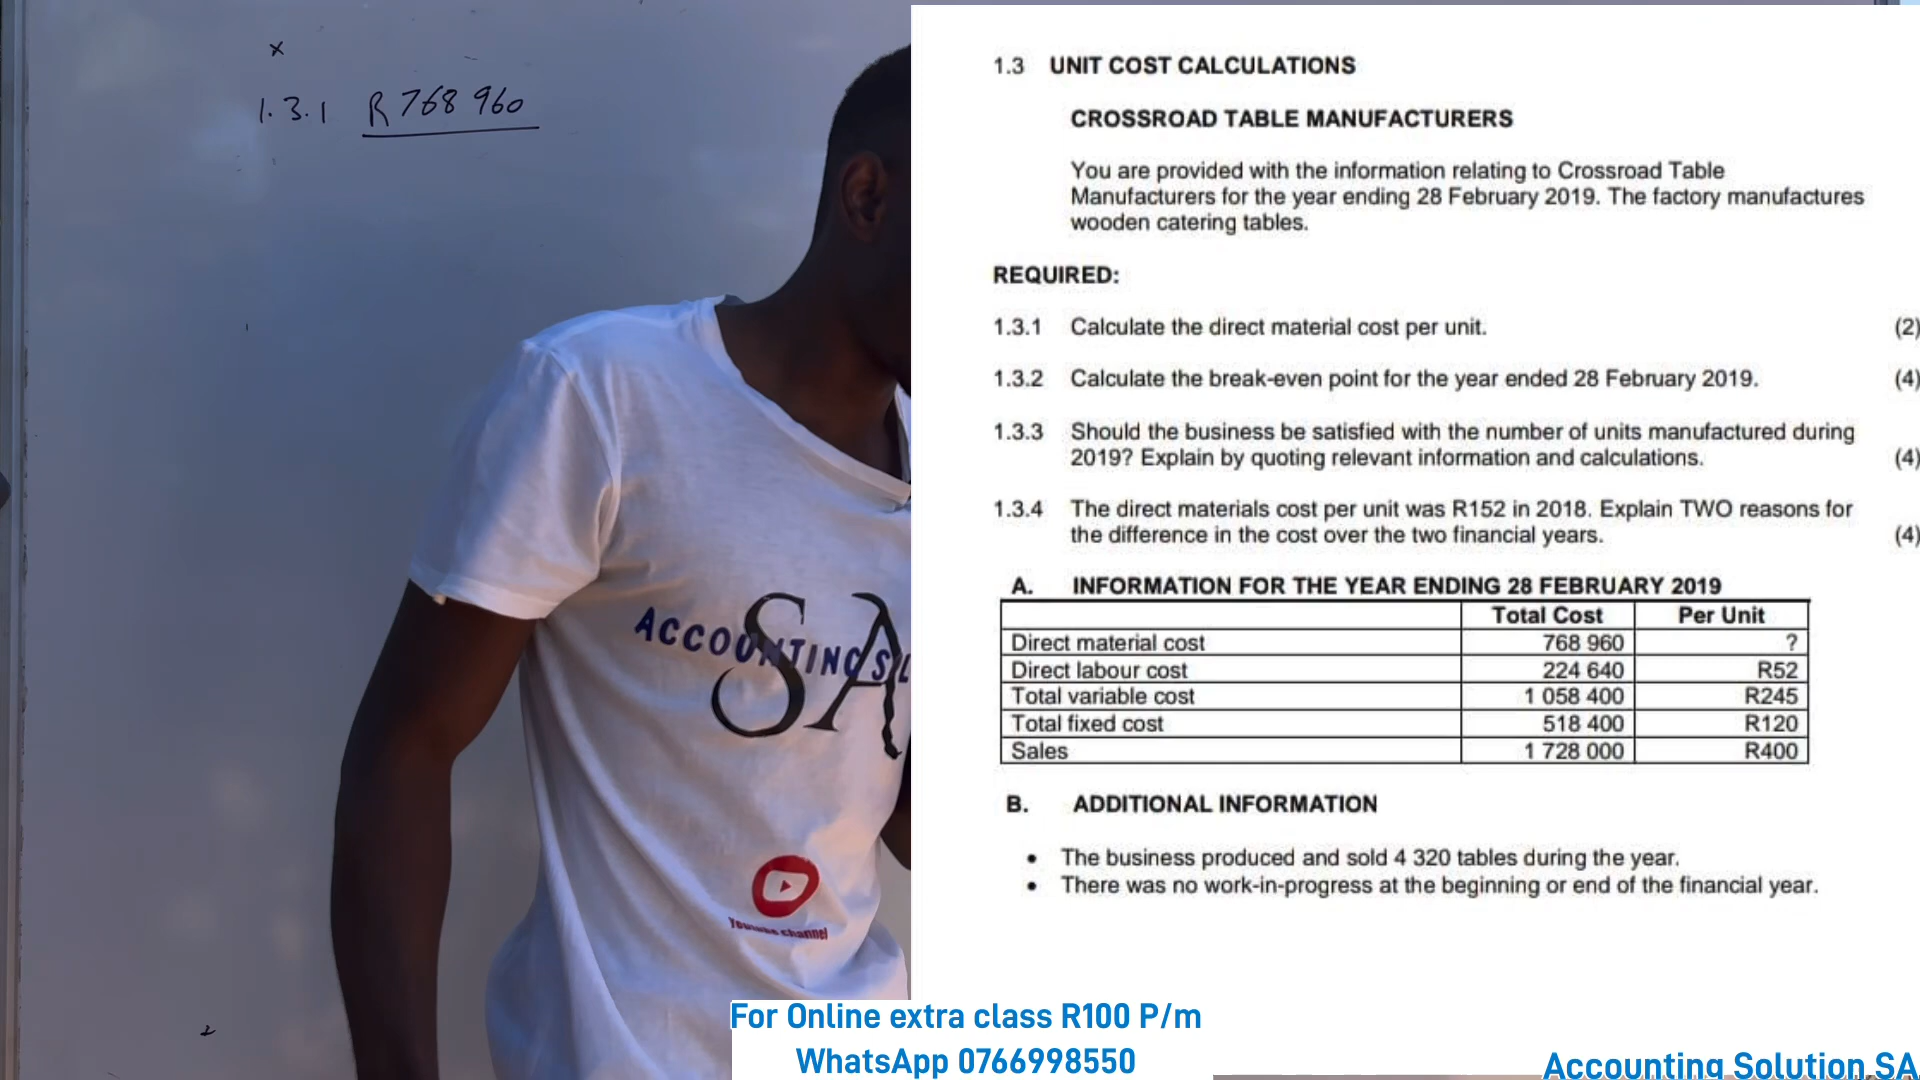 1.3.1 R 768 960
ACCOUNTING S
SA
Youtube channel
1.3 UNIT COST CALCULATIONS
CROSSROAD TABLE MANUFACTURERS
You are provided with the information relating to Crossroad Table
Manufacturers for the year ending 28 February 2019. The factory manufactures
wooden catering tables.
REQUIRED:
1.3.1 Calculate the direct material cost per unit. (2)
1.3.2 Calculate the break-even point for the year ended 28 February 2019. (4)
1.3.3 Should the business be satisfied with the number of units manufactured during
2019? Explain by quoting relevant information and calculations. (4)
1.3.4 The direct materials cost per unit was R152 in 2018. Explain TWO reasons for
the difference in the cost over the two financial years. (4)
A. INFORMATION FOR THE YEAR ENDING 28 FEBRUARY 2019
Total Cost Per Unit
Direct material cost 768 960 ?
Direct labour cost 224 640 R52
Total variable cost 1 058 400 R245
Total fixed cost 518 400 R120
Sales 1 728 000 R400
B. ADDITIONAL INFORMATION
• The business produced and sold 4 320 tables during the year.
• There was no work-in-progress at the beginning or end of the financial year.
For Online extra class R100 P/m
WhatsApp 0766998550
Accounting Solution SA